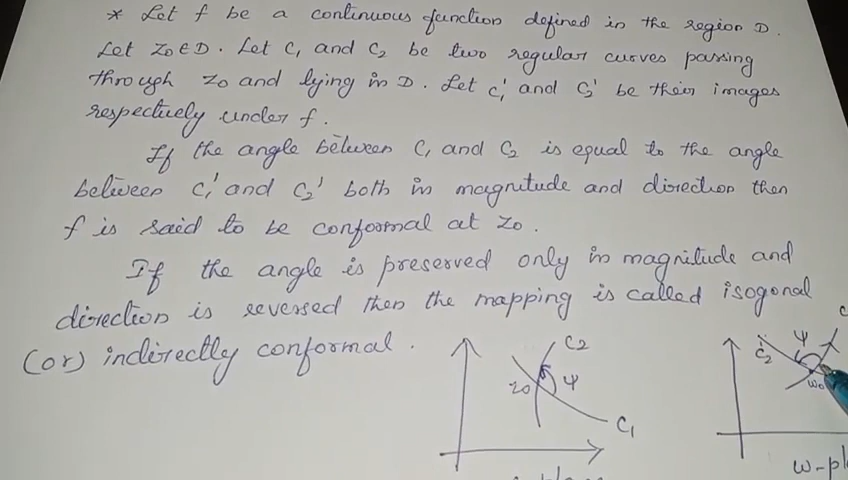 * Let f be a continuous function defined in the region D.
Let z₀ ∈ D. Let C₁ and C₂ be two regular curves passing
through z₀ and lying in D. Let C₁' and C₂' be their images
respectively under f.
If the angle between C₁ and C₂ is equal to the angle
between C₁' and C₂' both in magnitude and direction then
f is said to be conformal at z₀.
If the angle is preserved only in magnitude and
direction is reversed then the mapping is called isogonal
(or) indirectly conformal.
C₂
z₀ ψ
C₁
C
ψ
C₂'
w₀
w-pl